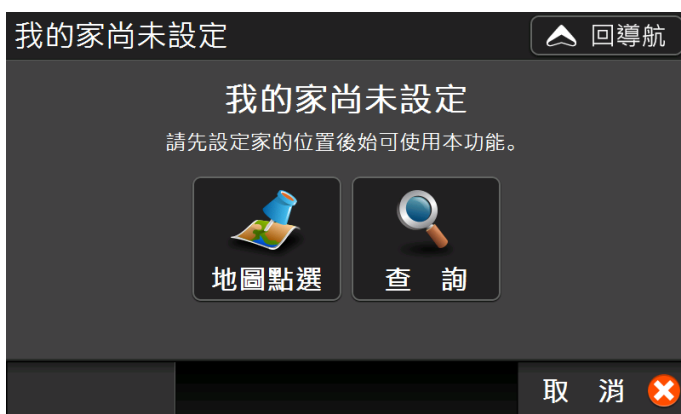 我的家尚未設定
回導航
我的家尚未設定
請先設定家的位置後始可使用本功能。
地圖點選
查 詢
取 消